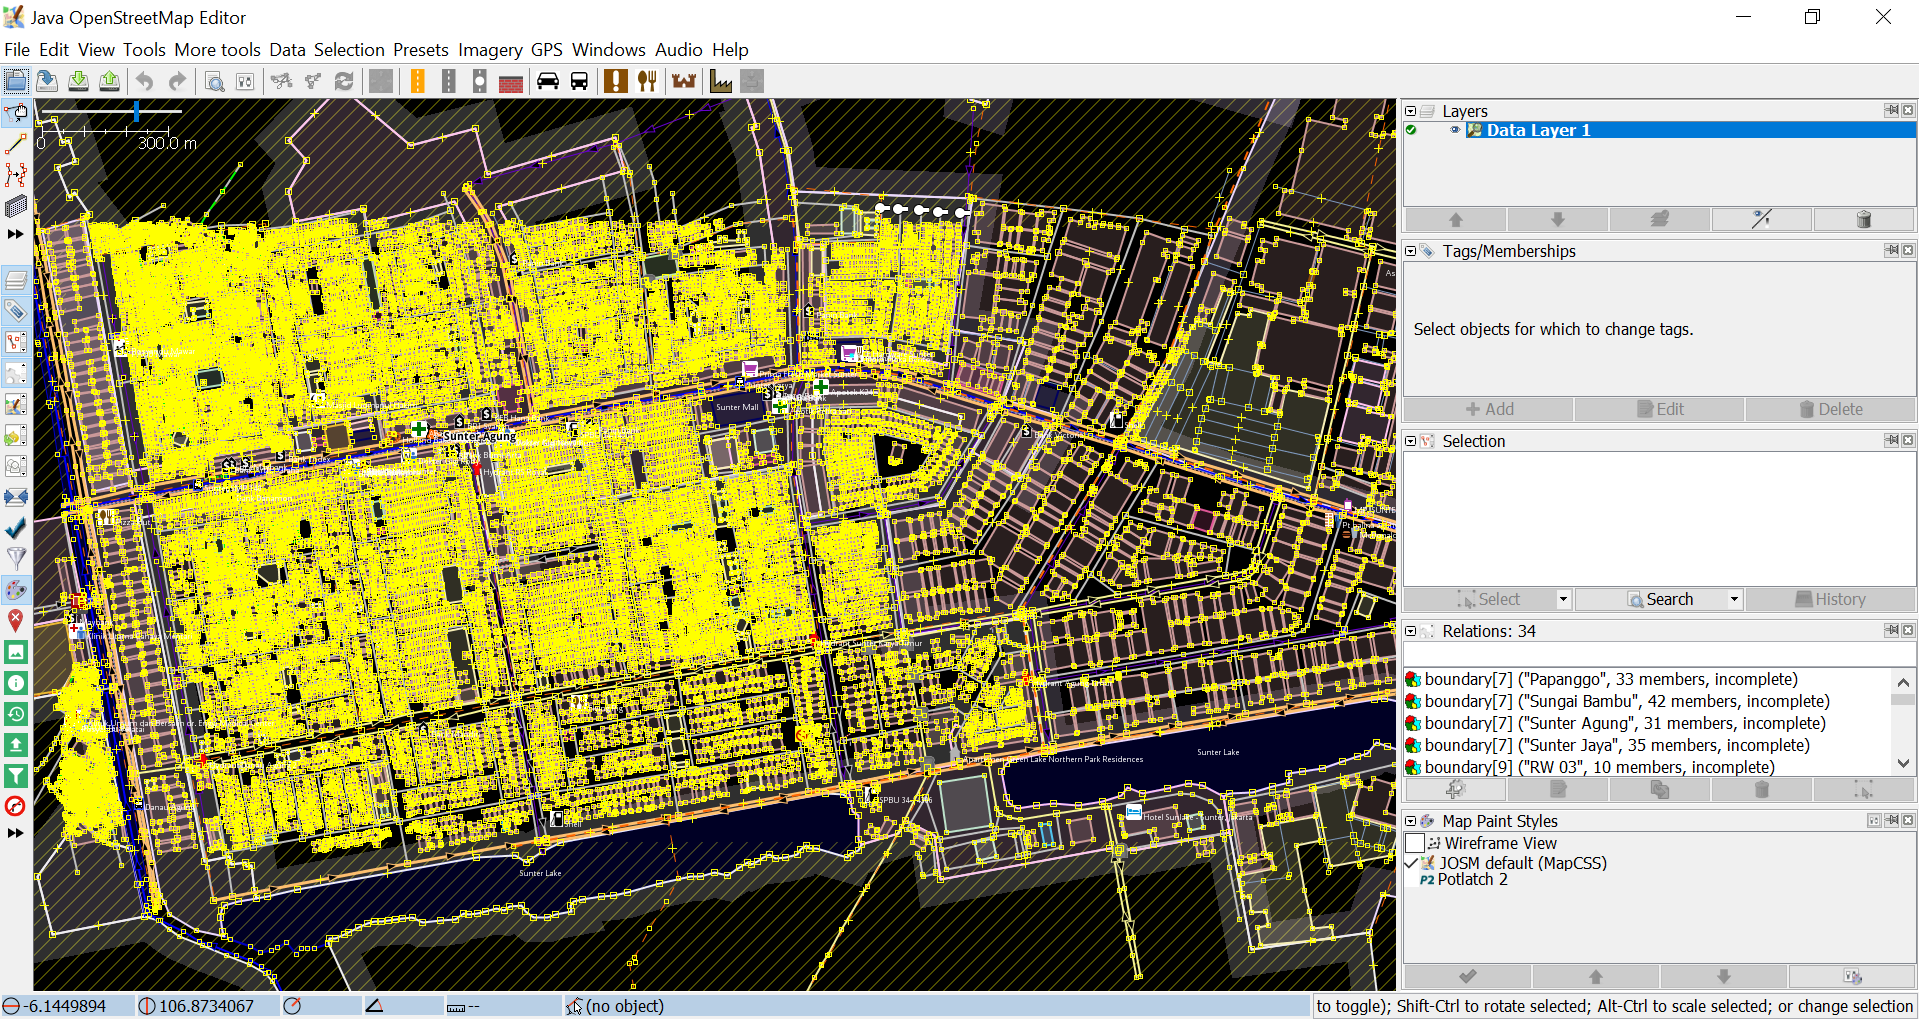 Java OpenStreetMap Editor
File Edit View Tools More tools Data Selection Presets Imagery GPS Windows Audio Help
0 300.0 m
Sunter Mall
Sunter Agung
Sunter Lake
Green Lake Northern Park Residences
Sunter Lake
Layers
Data Layer 1
Tags/Memberships
Select objects for which to change tags.
Add Edit Delete
Selection
Select Search History
Relations: 34
boundary[7] ("Papanggo", 33 members, incomplete)
boundary[7] ("Sungai Bambu", 42 members, incomplete)
boundary[7] ("Sunter Agung", 31 members, incomplete)
boundary[7] ("Sunter Jaya", 35 members, incomplete)
boundary[9] ("RW 03", 10 members, incomplete)
Map Paint Styles
Wireframe View
JOSM default (MapCSS)
P2 Potlatch 2
-6.1449894 106.8734067 -- (no object) to toggle); Shift-Ctrl to rotate selected; Alt-Ctrl to scale selected; or change selection